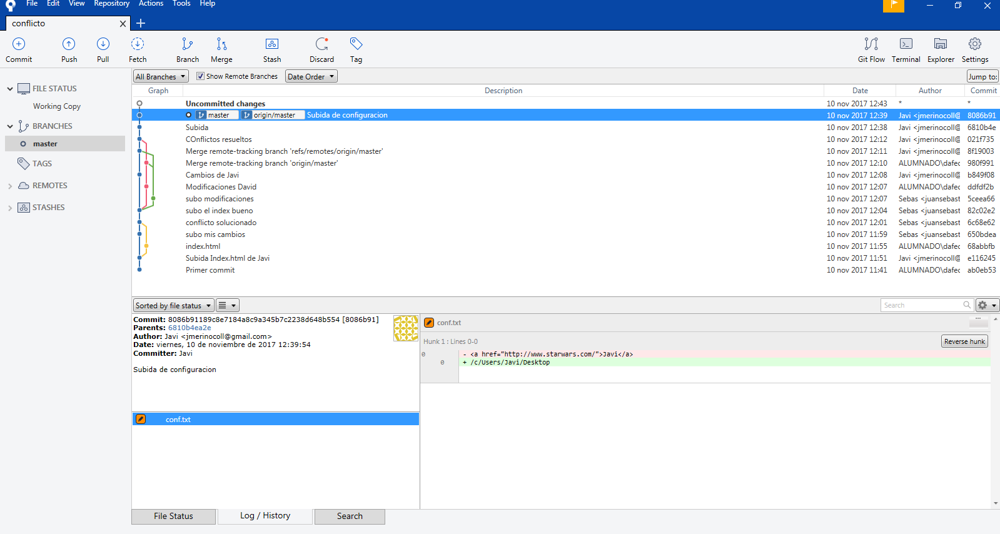 File Edit View Repository Actions Tools Help
conflicto
Commit Push Pull Fetch Branch Merge Stash Discard Tag Git Flow Terminal Explorer Settings
All Branches Show Remote Branches Date Order Jump to:
FILE STATUS
Working Copy
BRANCHES
master
TAGS
REMOTES
STASHES
Graph Description Date Author Commit
Uncommitted changes 10 nov 2017 12:43 * *
master origin/master Subida de configuracion 10 nov 2017 12:39 Javi <jmerinocoll@ 8086b91
Subida 10 nov 2017 12:38 Javi <jmerinocoll@ 6810b4e
COnflictos resueltos 10 nov 2017 12:12 Javi <jmerinocoll@ 021f735
Merge remote-tracking branch 'refs/remotes/origin/master' 10 nov 2017 12:11 Javi <jmerinocoll@ 8f19003
Merge remote-tracking branch 'origin/master' 10 nov 2017 12:10 ALUMNADO\dafec 980f991
Cambios de Javi 10 nov 2017 12:08 Javi <jmerinocoll@ b849f08
Modificaciones David 10 nov 2017 12:07 ALUMNADO\dafec ddfdf2b
subo modificaciones 10 nov 2017 12:07 Sebas <juansebast 5ceea66
subo el index bueno 10 nov 2017 12:04 Sebas <juansebast 82c02e2
conflicto solucionado 10 nov 2017 12:01 Sebas <juansebast 6c68e62
subo mis cambios 10 nov 2017 11:59 Sebas <juansebast 650bdea
index.html 10 nov 2017 11:55 ALUMNADO\dafec 68abbfb
Subida Index.html de Javi 10 nov 2017 11:51 Javi <jmerinocoll@ e116245
Primer commit 10 nov 2017 11:41 ALUMNADO\dafec ab0eb53
Sorted by file status Search
Commit: 8086b91189c8e7184a8c9a345b7c2238d648b554 [8086b91]
Parents: 6810b4ea2e
Author: Javi <jmerinocoll@gmail.com>
Date: viernes, 10 de noviembre de 2017 12:39:54
Committer: Javi
Subida de configuracion
conf.txt
conf.txt
Hunk 1 : Lines 0-0 Reverse hunk
0 - <a href="http://www.starwars.com/">Javi</a>
0 + /c/Users/Javi/Desktop
File Status Log / History Search